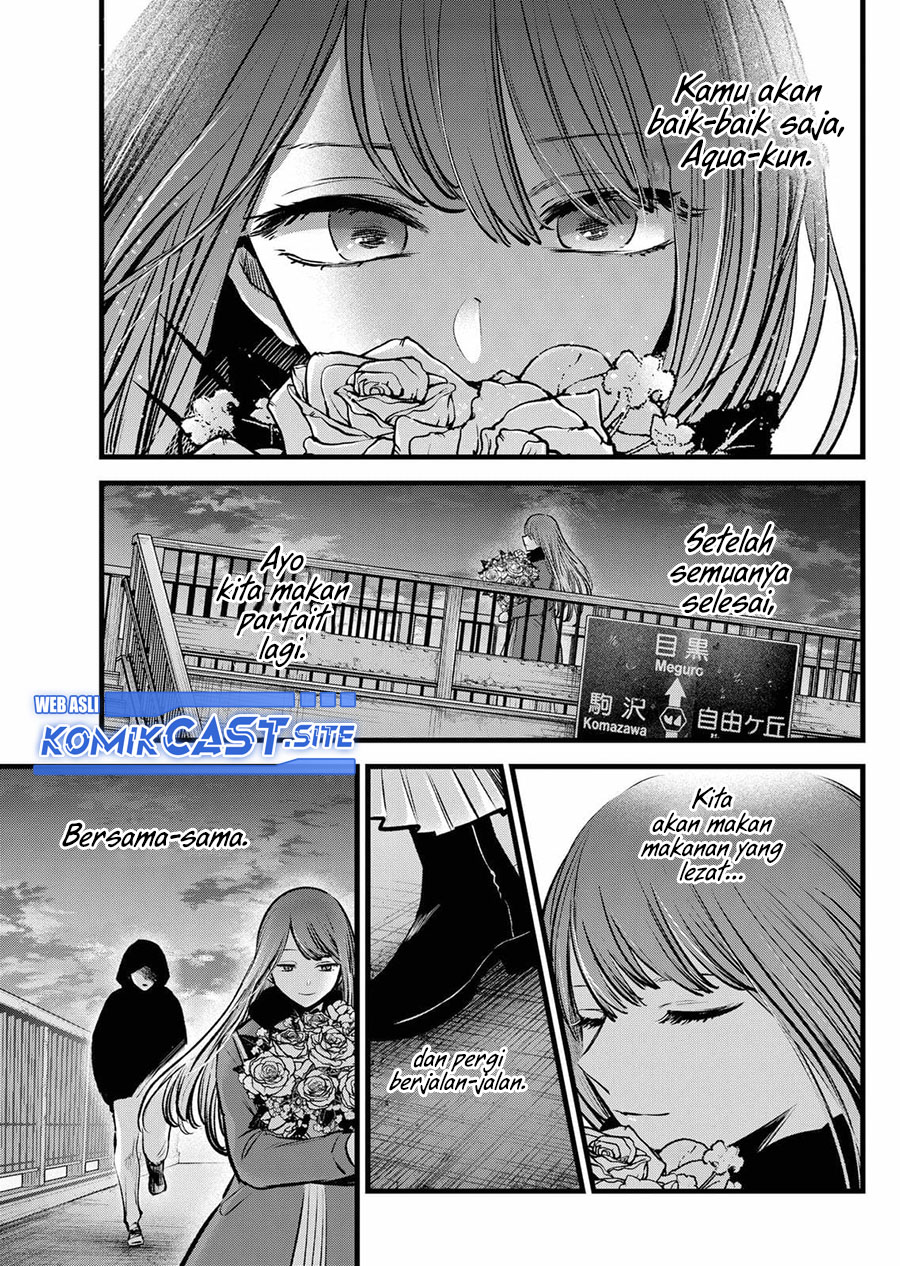 Kamu akan
baik-baik saja,
Aqua-kun.
Setelah
semuanya
selesai,
Ayo
kita makan
parfait
lagi.
目黒
Meguro
駒沢
Komazawa
自由ケ丘
WEB ASLI
KOMIKCAST.SITE
Kita
akan makan
makanan yang
lezat...
dan pergi
berjalan-jalan.
Bersama-sama.